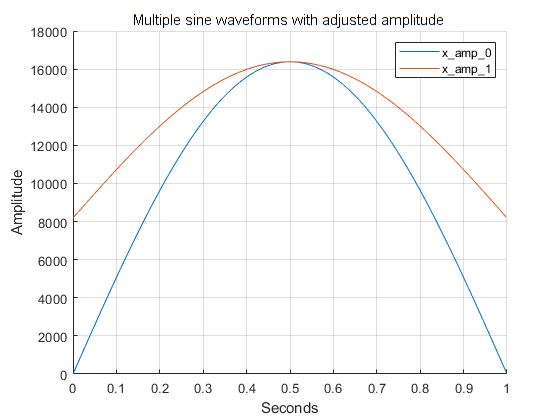 Multiple sine waveforms with adjusted amplitude
18000
16000
14000
12000
10000
8000
6000
4000
2000
0
Amplitude
x_amp_0
x_amp_1
0 0.1 0.2 0.3 0.4 0.5 0.6 0.7 0.8 0.9 1
Seconds